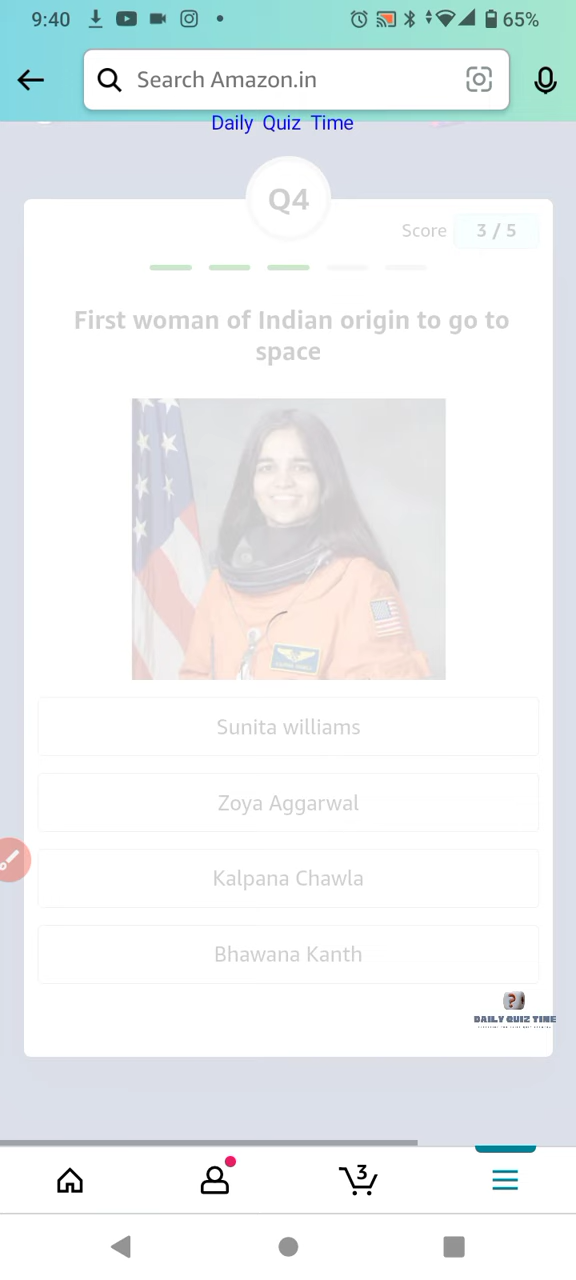 9:40
65%
Search Amazon.in
Daily Quiz Time
Q4
Score 3 / 5
First woman of Indian origin to go to
space
Sunita williams
Zoya Aggarwal
Kalpana Chawla
Bhawana Kanth
?
DAILY QUIZ TIME
3